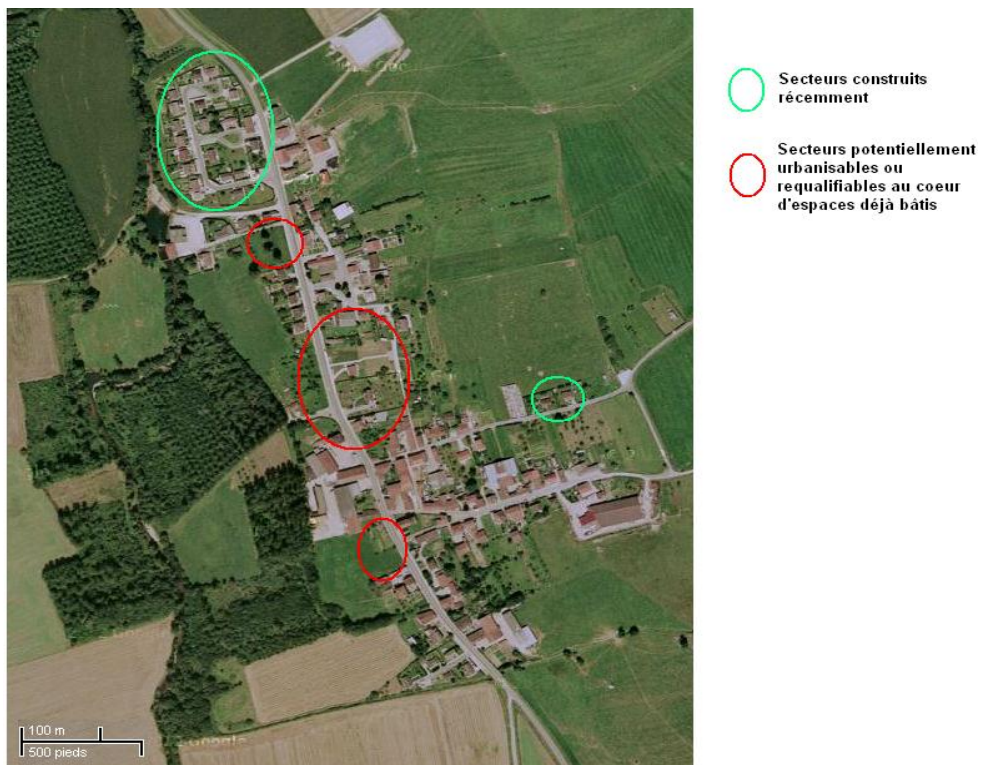 Secteurs construits
récemment
Secteurs potentiellement
urbanisables ou
requalifiables au coeur
d'espaces déjà bâtis
100 m
500 pieds